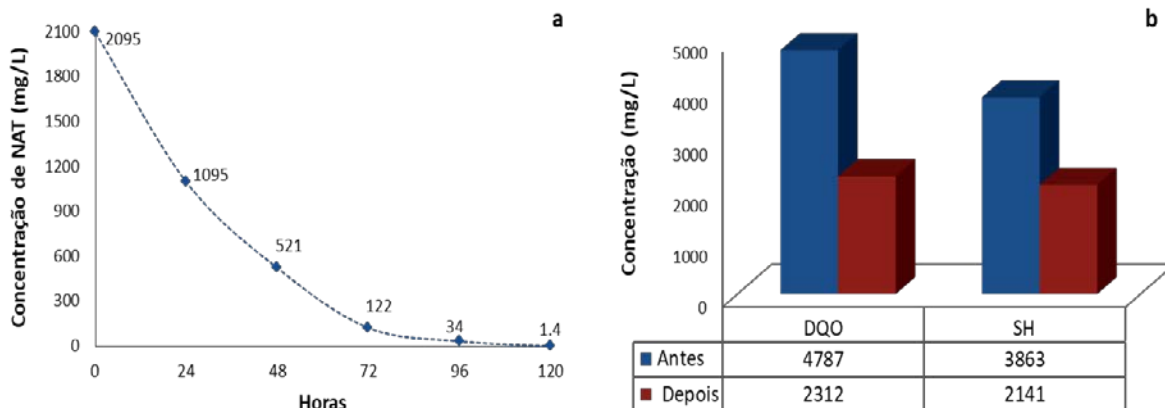 a
Concentração de NAT (mg/L)
2100
1800
1500
1200
900
600
300
0
2095
1095
521
122
34
1.4
0 24 48 72 96 120
Horas
b
Concentração (mg/L)
5000
4000
3000
2000
1000
0
DQO SH
Antes 4787 3863
Depois 2312 2141